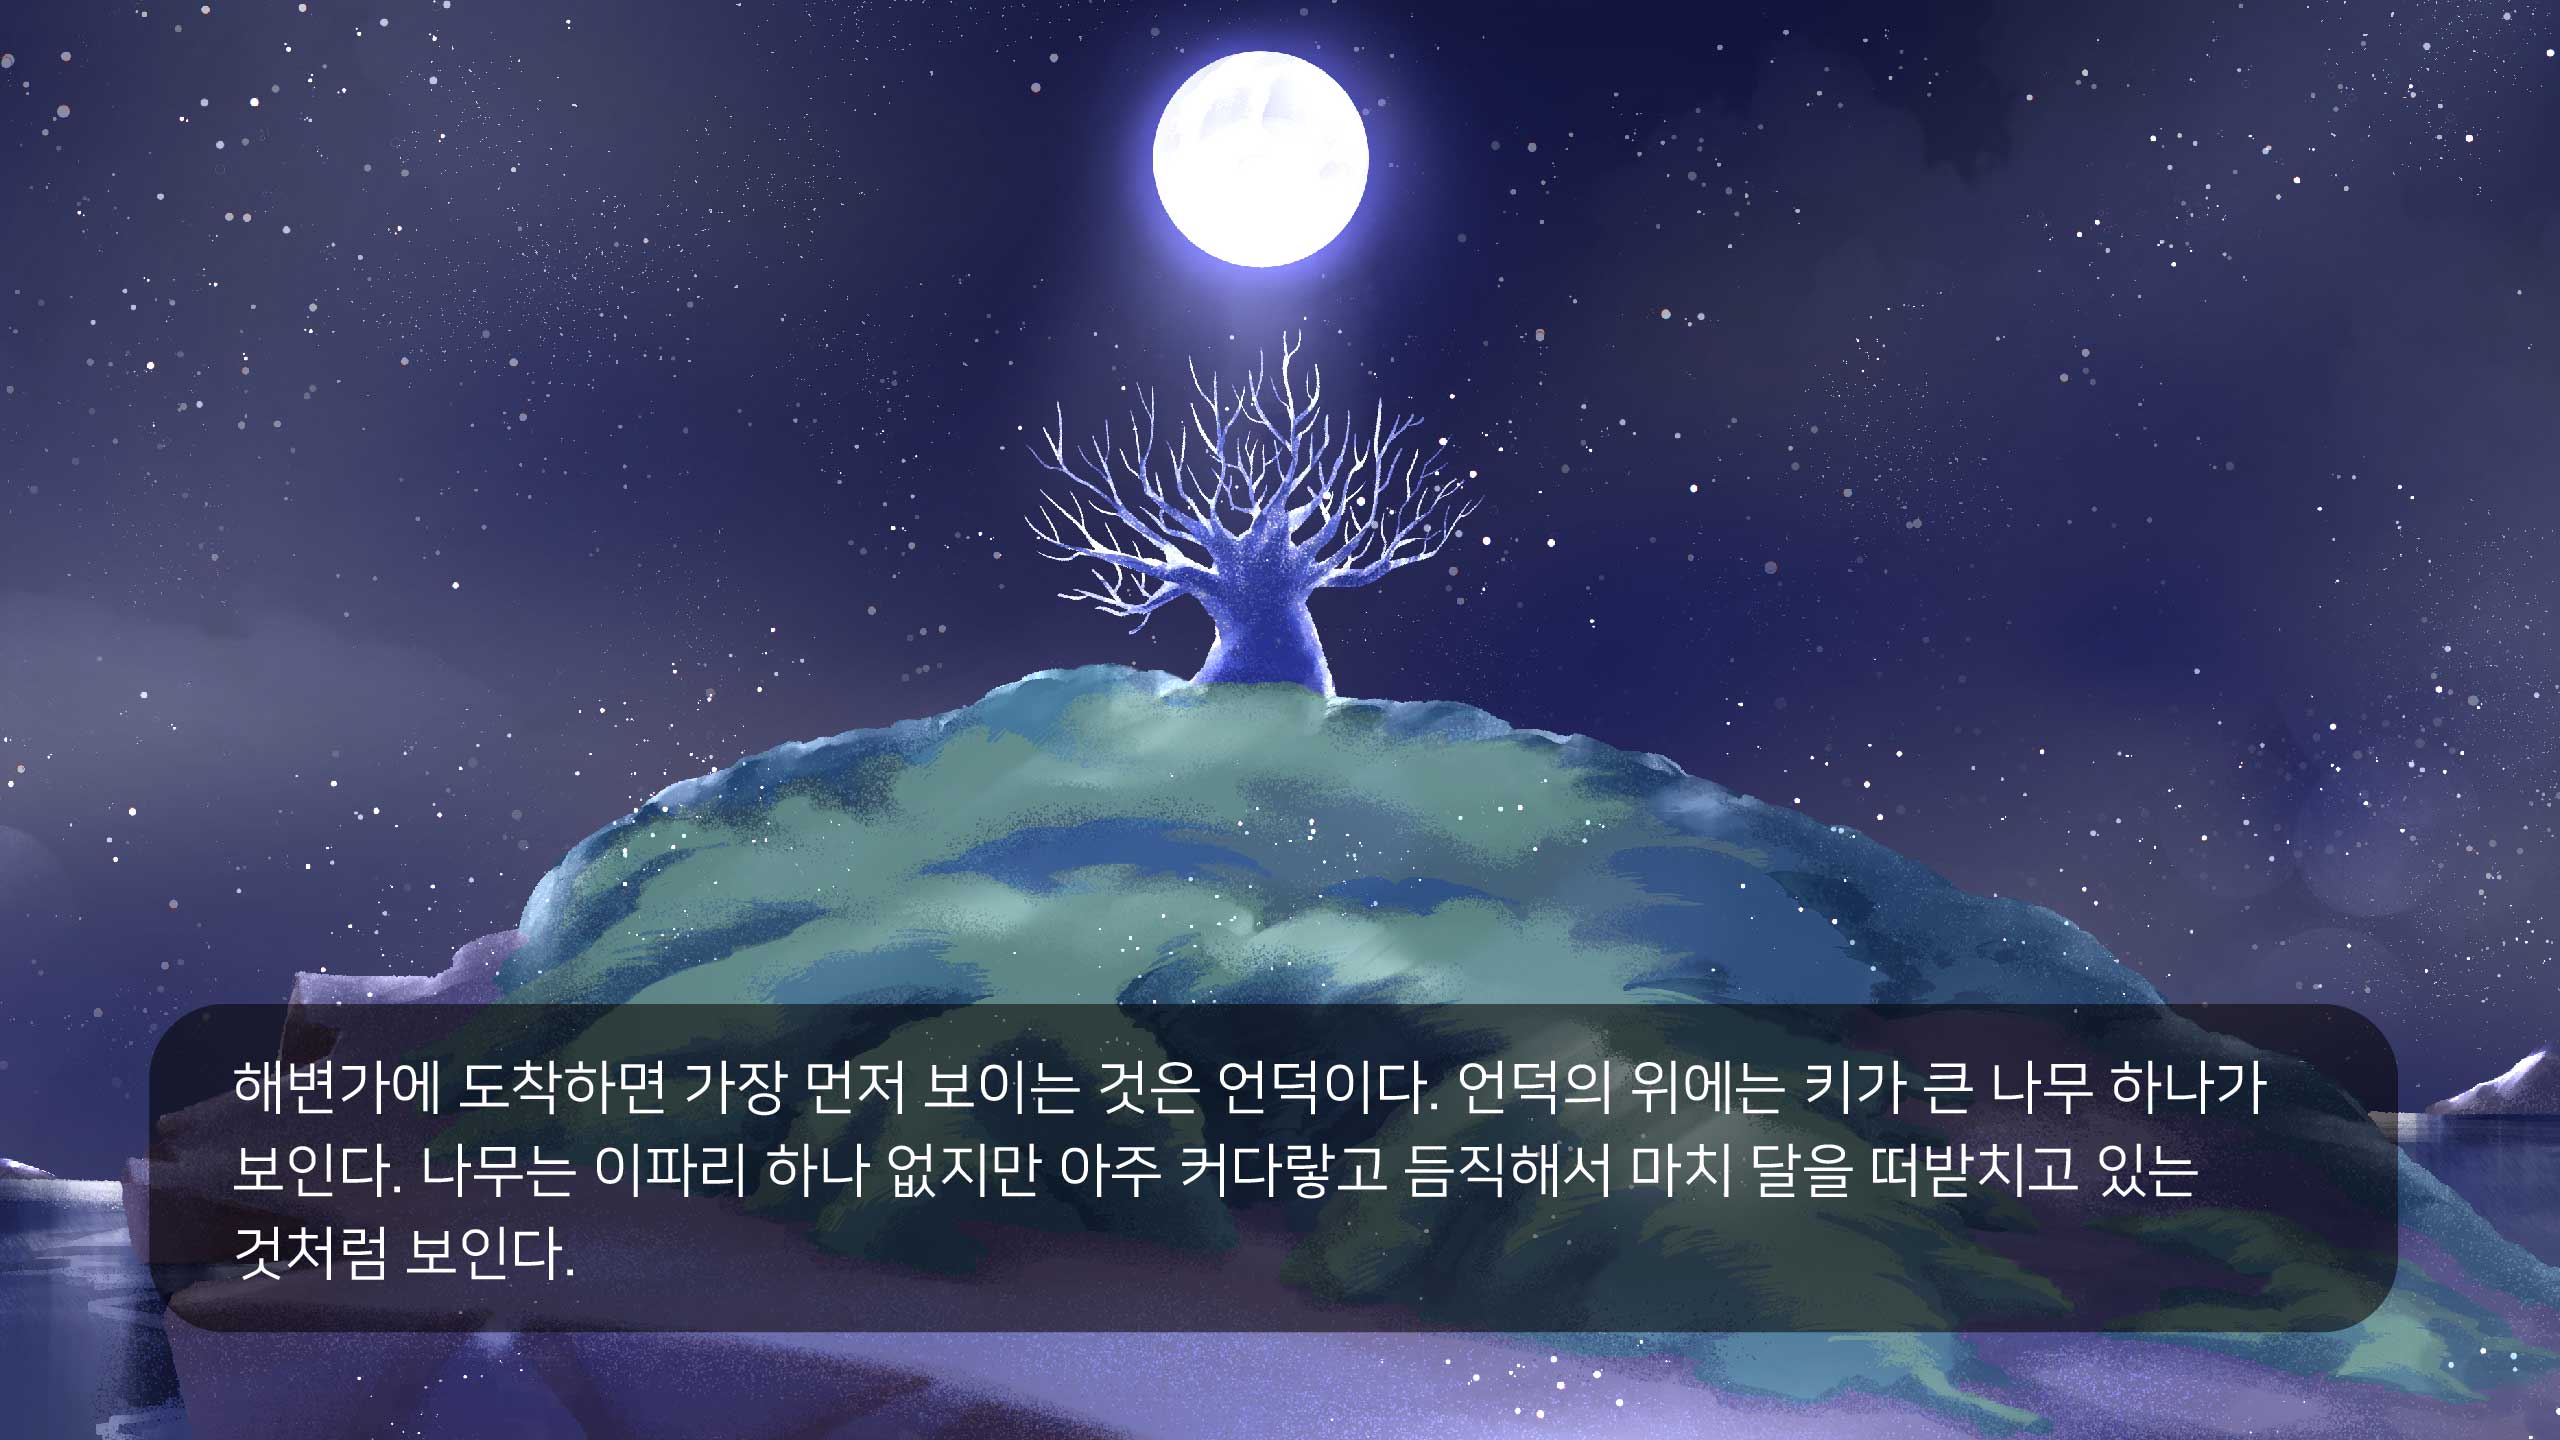 해변가에 도착하면 가장 먼저 보이는 것은 언덕이다. 언덕의 위에는 키가 큰 나무 하나가
보인다. 나무는 이파리 하나 없지만 아주 커다랗고 듬직해서 마치 달을 떠받치고 있는
것처럼 보인다.